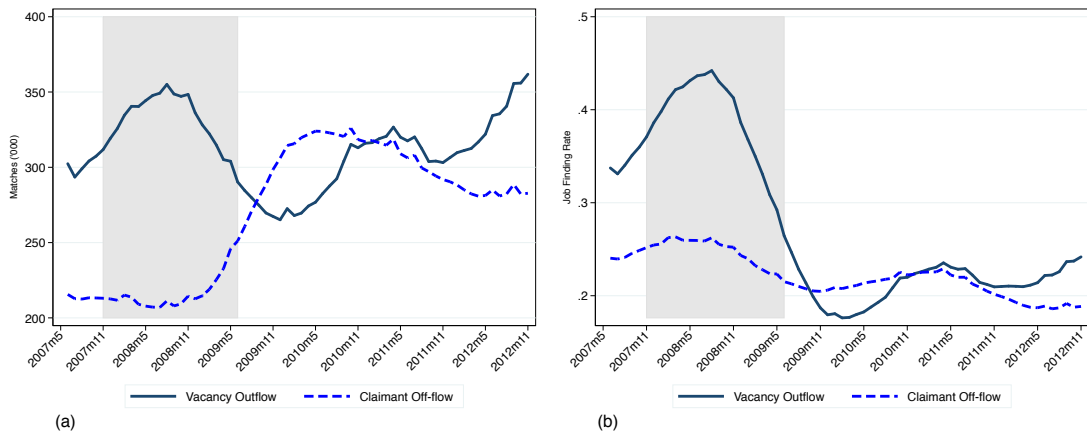 Matches ('000)
400
350
300
250
200
2007m5
2007m11
2008m5
2008m11
2009m5
2009m11
2010m5
2010m11
2011m5
2011m11
2012m5
2012m11
Vacancy Outflow
Claimant Off-flow
(a)
Job Finding Rate
.5
.4
.3
.2
2007m5
2007m11
2008m5
2008m11
2009m5
2009m11
2010m5
2010m11
2011m5
2011m11
2012m5
2012m11
Vacancy Outflow
Claimant Off-flow
(b)